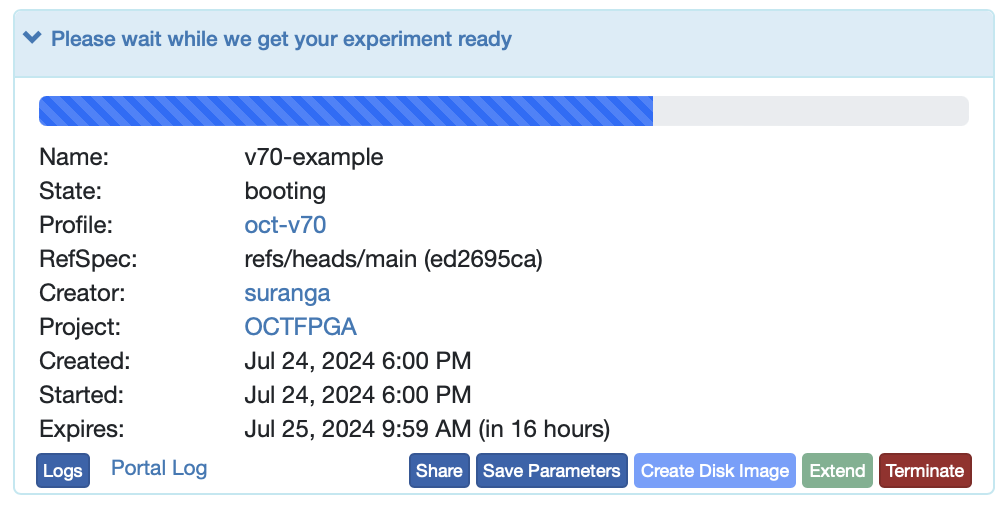 Please wait while we get your experiment ready
Name: v70-example
State: booting
Profile: oct-v70
RefSpec: refs/heads/main (ed2695ca)
Creator: suranga
Project: OCTFPGA
Created: Jul 24, 2024 6:00 PM
Started: Jul 24, 2024 6:00 PM
Expires: Jul 25, 2024 9:59 AM (in 16 hours)
Logs Portal Log Share Save Parameters Create Disk Image Extend Terminate